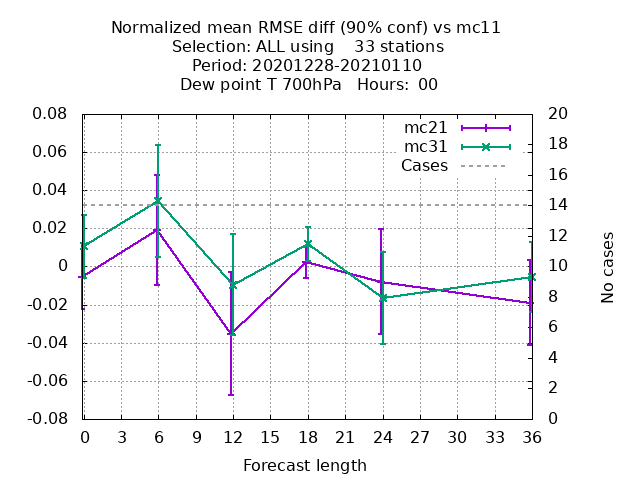 Normalized mean RMSE diff (90% conf) vs mc11
Selection: ALL using    33 stations
Period: 20201228-20210110
Dew point T 700hPa   Hours:  00
mc21
mc31
Cases
0.08
0.06
0.04
0.02
0
-0.02
-0.04
-0.06
-0.08
20
18
16
14
12
10
8
6
4
2
0
No cases
0 3 6 9 12 15 18 21 24 27 30 33 36
Forecast length